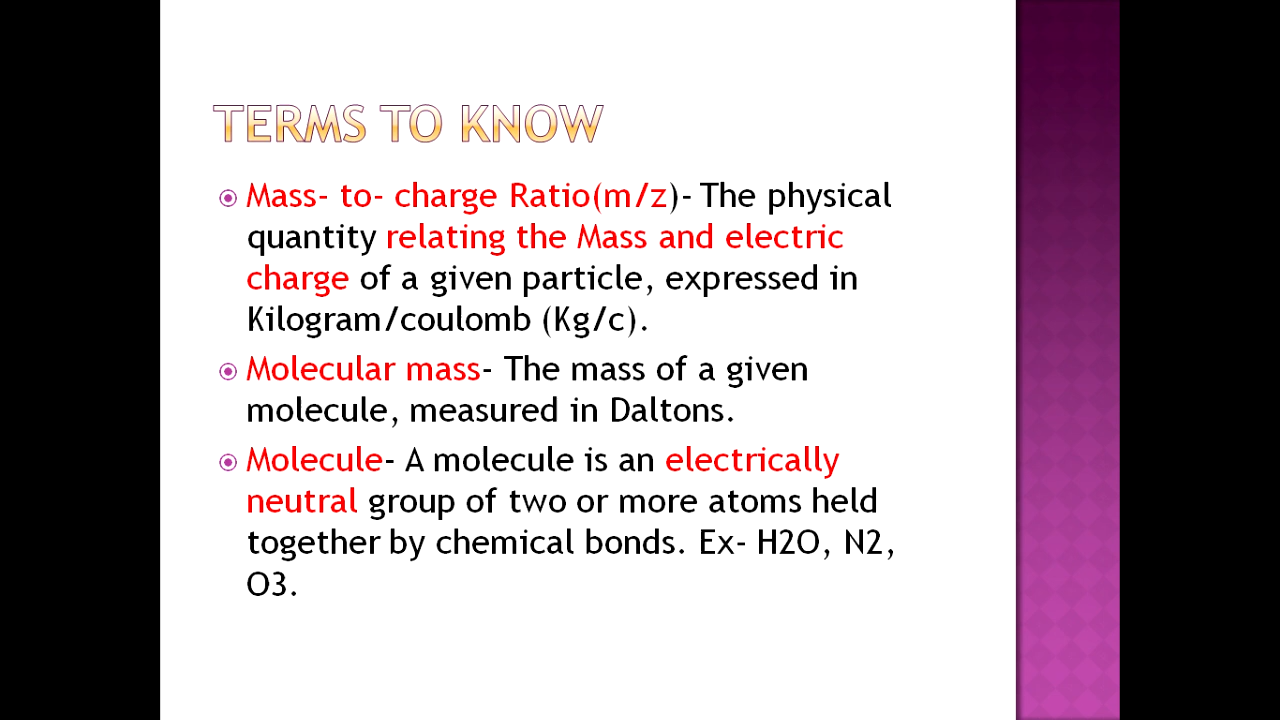 TERMS TO KNOW
Mass- to- charge Ratio(m/z)- The physical
quantity relating the Mass and electric
charge of a given particle, expressed in
Kilogram/coulomb (Kg/c).
Molecular mass- The mass of a given
molecule, measured in Daltons.
Molecule- A molecule is an electrically
neutral group of two or more atoms held
together by chemical bonds. Ex- H2O, N2,
O3.